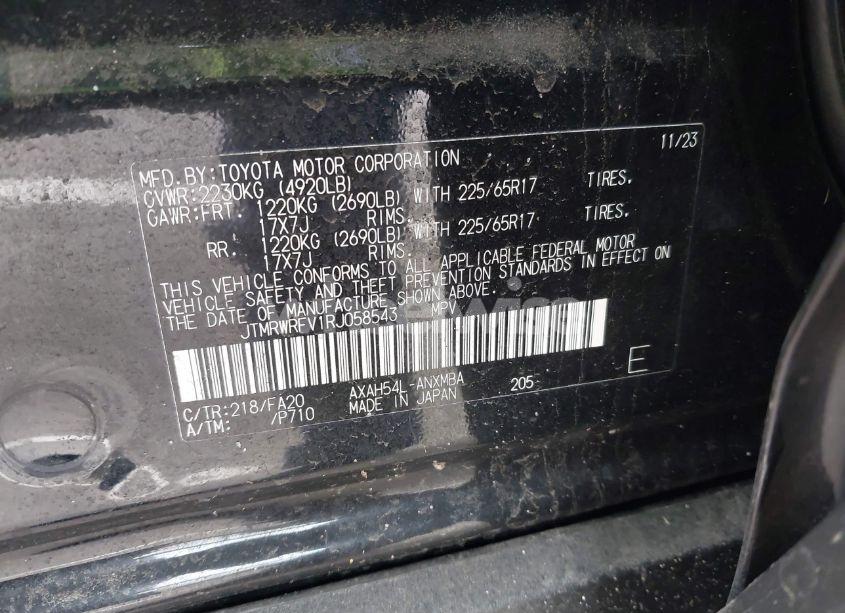 11/23
MFD.BY:TOYOTA MOTOR CORPORATION
GVWR:2230KG (4920LB)
GAWR:FRT. 1220KG (2690LB) WITH 225/65R17 TIRES.
17X7J RIMS.
RR. 1220KG (2690LB) WITH 225/65R17 TIRES.
17X7J RIMS.
THIS VEHICLE CONFORMS TO ALL APPLICABLE FEDERAL MOTOR
VEHICLE SAFETY AND THEFT PREVENTION STANDARDS IN EFFECT ON
THE DATE OF MANUFACTURE SHOWN ABOVE.
JTMRWRFV1RJ058543 MPV
C/TR:218/FA20 AXAH54L-ANXMBA 205 E
A/TM: /P710 MADE IN JAPAN